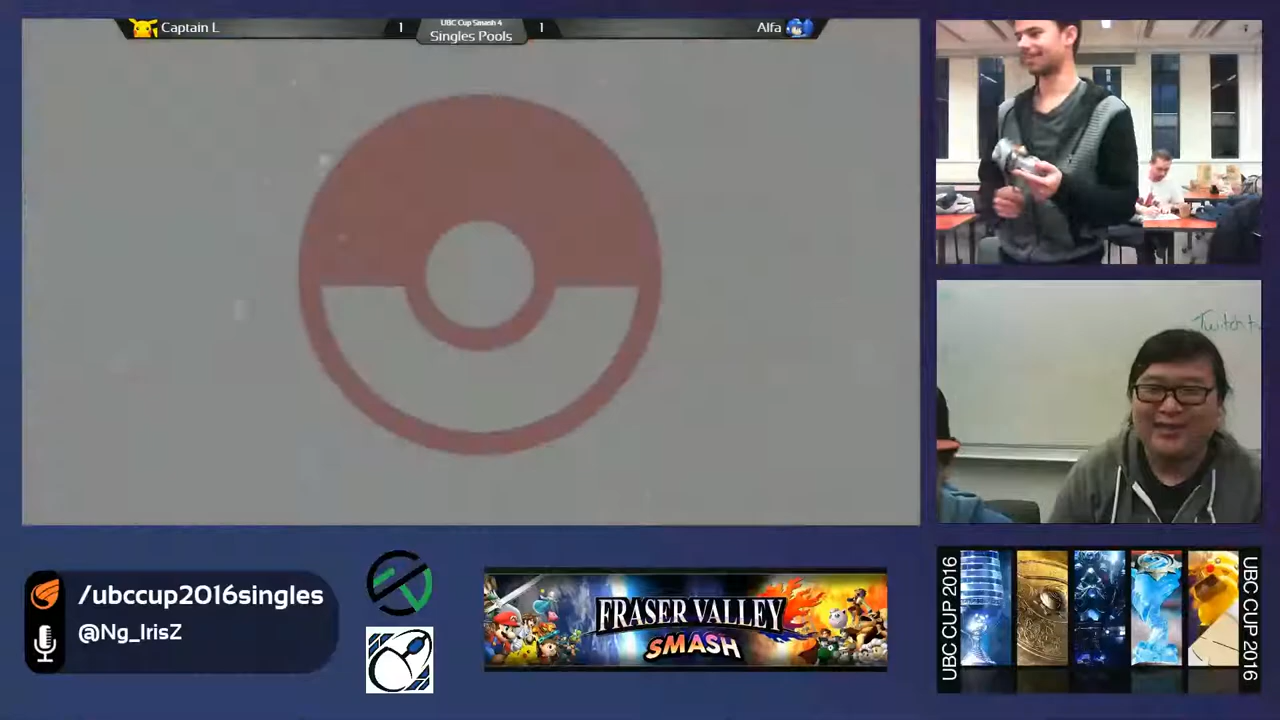 Captain L
1
UBC Cup Smash 4
Singles Pools
1
Alfa
Twitch.t
/ubccup2016singles
@Ng_IrisZ
FRASER VALLEY
SMASH
UBC CUP 2016
UBC CUP 2016